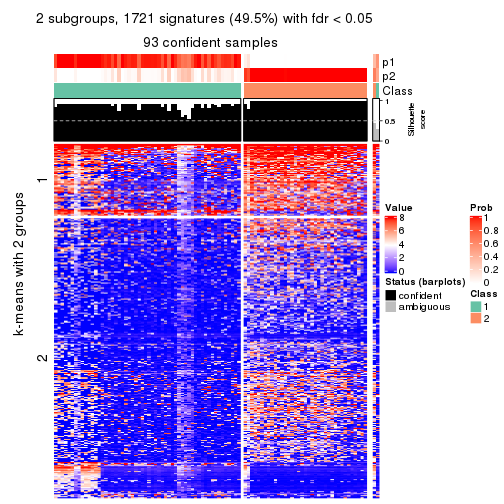 2 subgroups, 1721 signatures (49.5%) with fdr < 0.05
93 confident samples
p1
p2
Class
1
0.5
0
Silhouette
score
k-means with 2 groups
1
2
Value
8
6
4
2
0
Status (barplots)
confident
ambiguous
Prob
1
0.8
0.6
0.4
0.2
0
Class
1
2